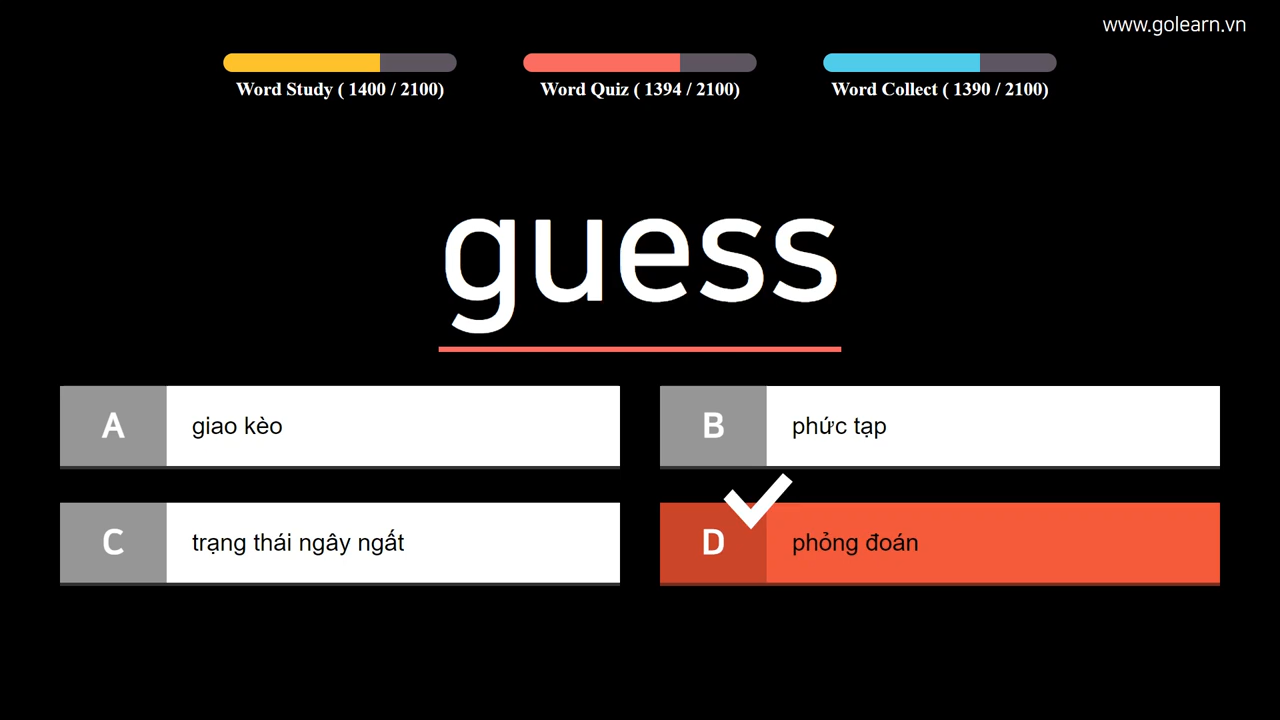 www.golearn.vn
Word Study ( 1400 / 2100)
Word Quiz ( 1394 / 2100)
Word Collect ( 1390 / 2100)
guess
A giao kèo
B phức tạp
C trạng thái ngây ngất
D phỏng đoán